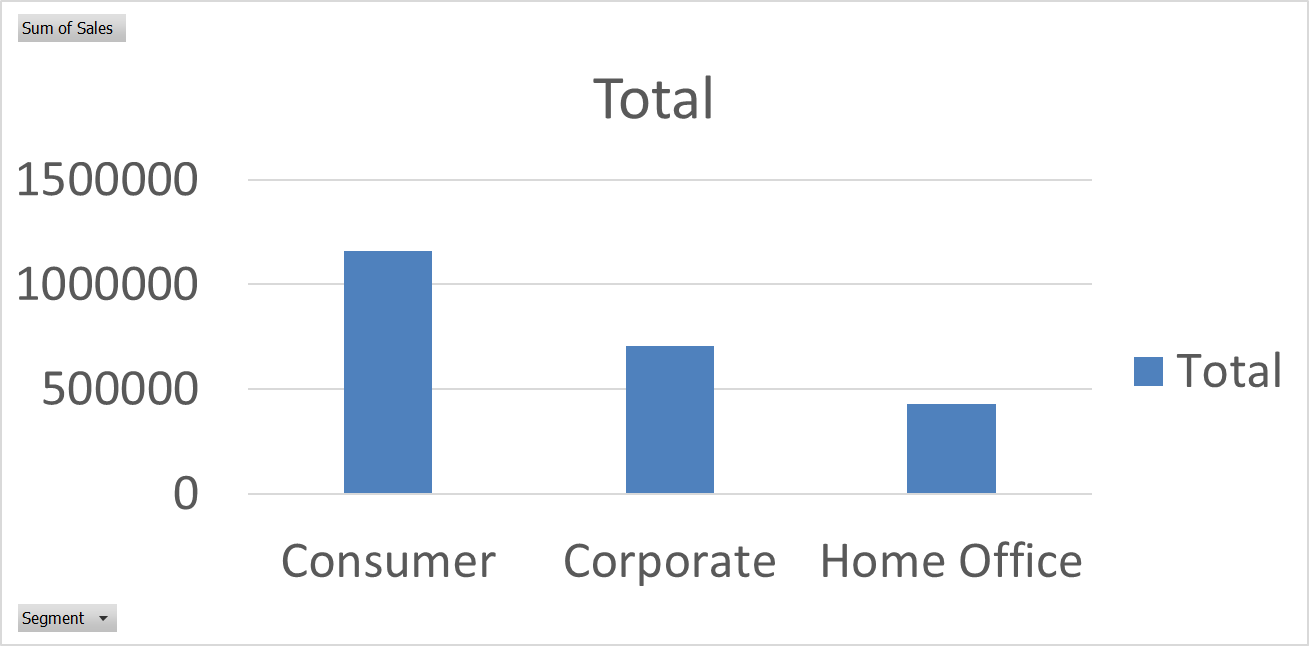 Sum of Sales
Total
1500000
1000000
500000
0
Consumer Corporate Home Office
Total
Segment